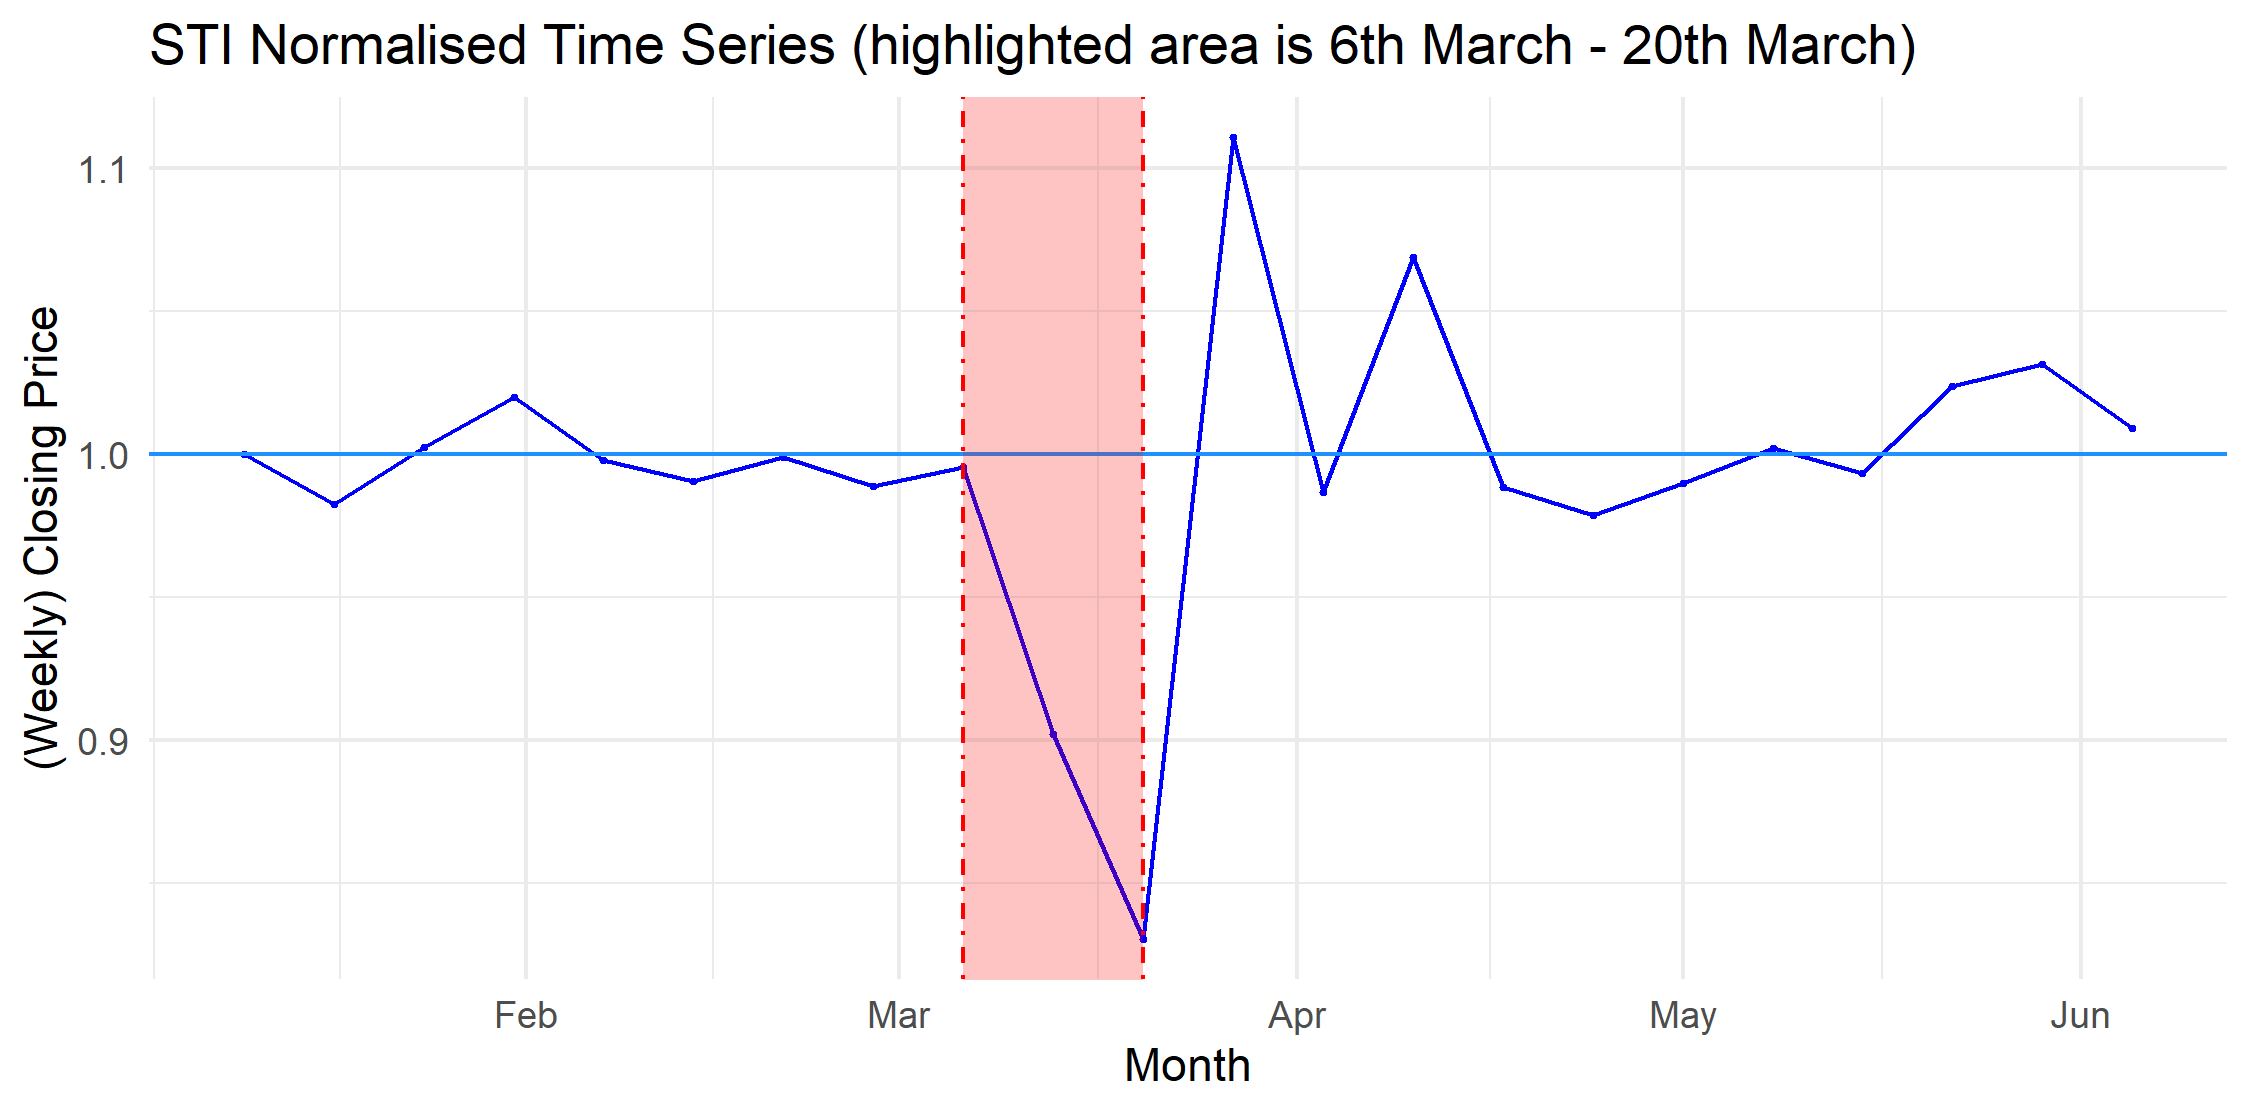 STI Normalised Time Series (highlighted area is 6th March - 20th March)
(Weekly) Closing Price
1.1
1.0
0.9
Feb
Mar
Apr
May
Jun
Month